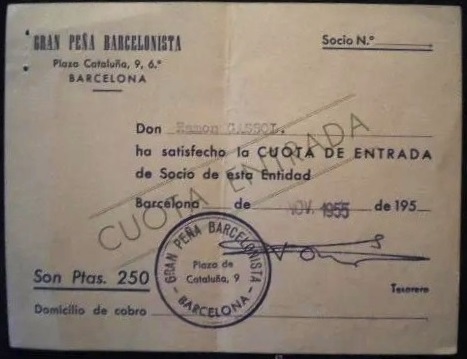 GRAN PEÑA BARCELONISTA
Plaza Cataluña, 9, 6.º
BARCELONA
Socio N.º
Don Ramon GASSOL.
ha satisfecho la CUOTA DE ENTRADA
de Socio de esta Entidad
Barcelona de NOV. 1955 de 195
CUOTA ENTRADA
GRAN PEÑA BARCELONISTA
Plaza de
Cataluña, 9
BARCELONA
Son Ptas. 250
Tesorero
Domicilio de cobro